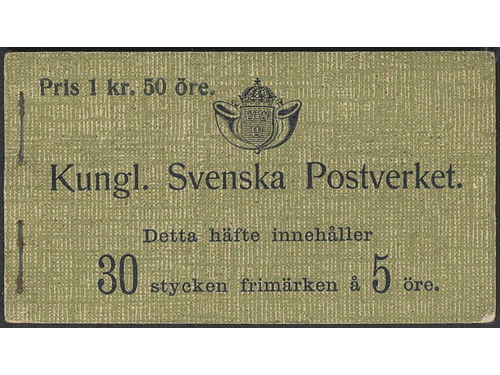 Pris 1 kr. 50 öre.
Kungl. Svenska Postverket.
Detta häfte innehåller
30 stycken frimärken å 5 öre.